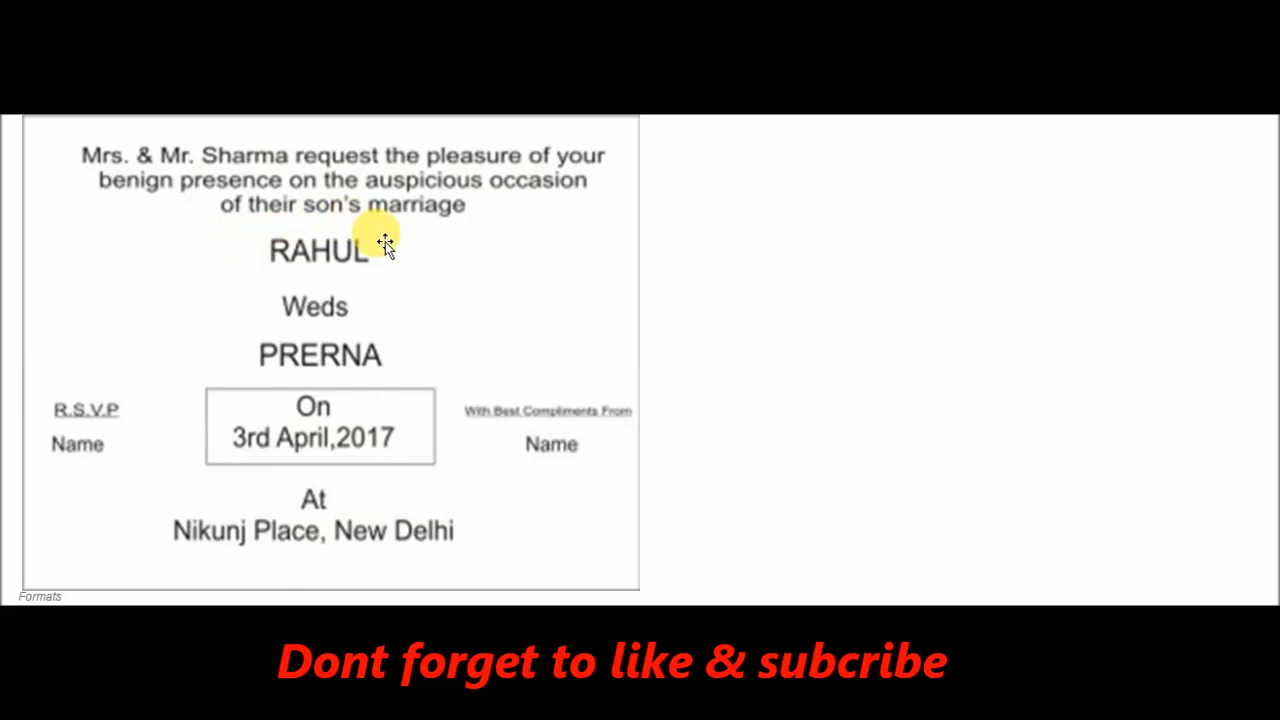 Mrs. & Mr. Sharma request the pleasure of your
benign presence on the auspicious occasion
of their son's marriage
RAHUL
Weds
PRERNA
On
3rd April,2017
R.S.V.P
Name
With Best Compliments From
Name
At
Nikunj Place, New Delhi
Formats
Dont forget to like & subcribe